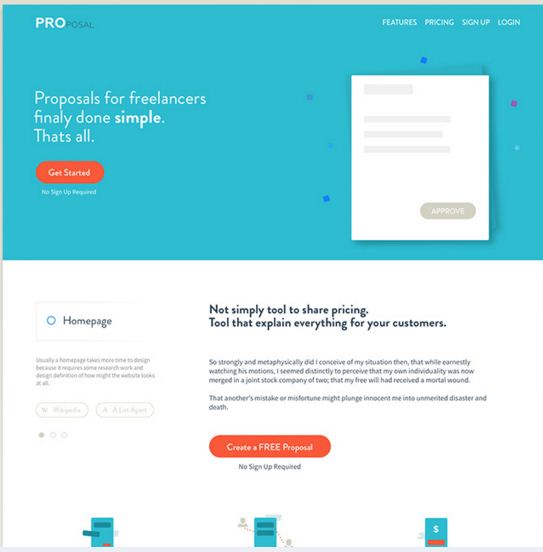 PROPOSAL
FEATURES PRICING SIGN UP LOGIN
Proposals for freelancers
finaly done simple.
Thats all.
Get Started
No Sign Up Required
APPROVE
Homepage
Usually a homepage takes more time to design
because it requires some research work and
design definition of how might the website looks
at all.
W Wikipedia
A A List Apart
Not simply tool to share pricing.
Tool that explain everything for your customers.
So strongly and metaphysically did I conceive of my situation then, that while earnestly
watching his motions, I seemed distinctly to perceive that my own individuality was now
merged in a joint stock company of two; that my free will had received a mortal wound.
That another's mistake or misfortune might plunge innocent me into unmerited disaster and
death.
Create a FREE Proposal
No Sign Up Required
$